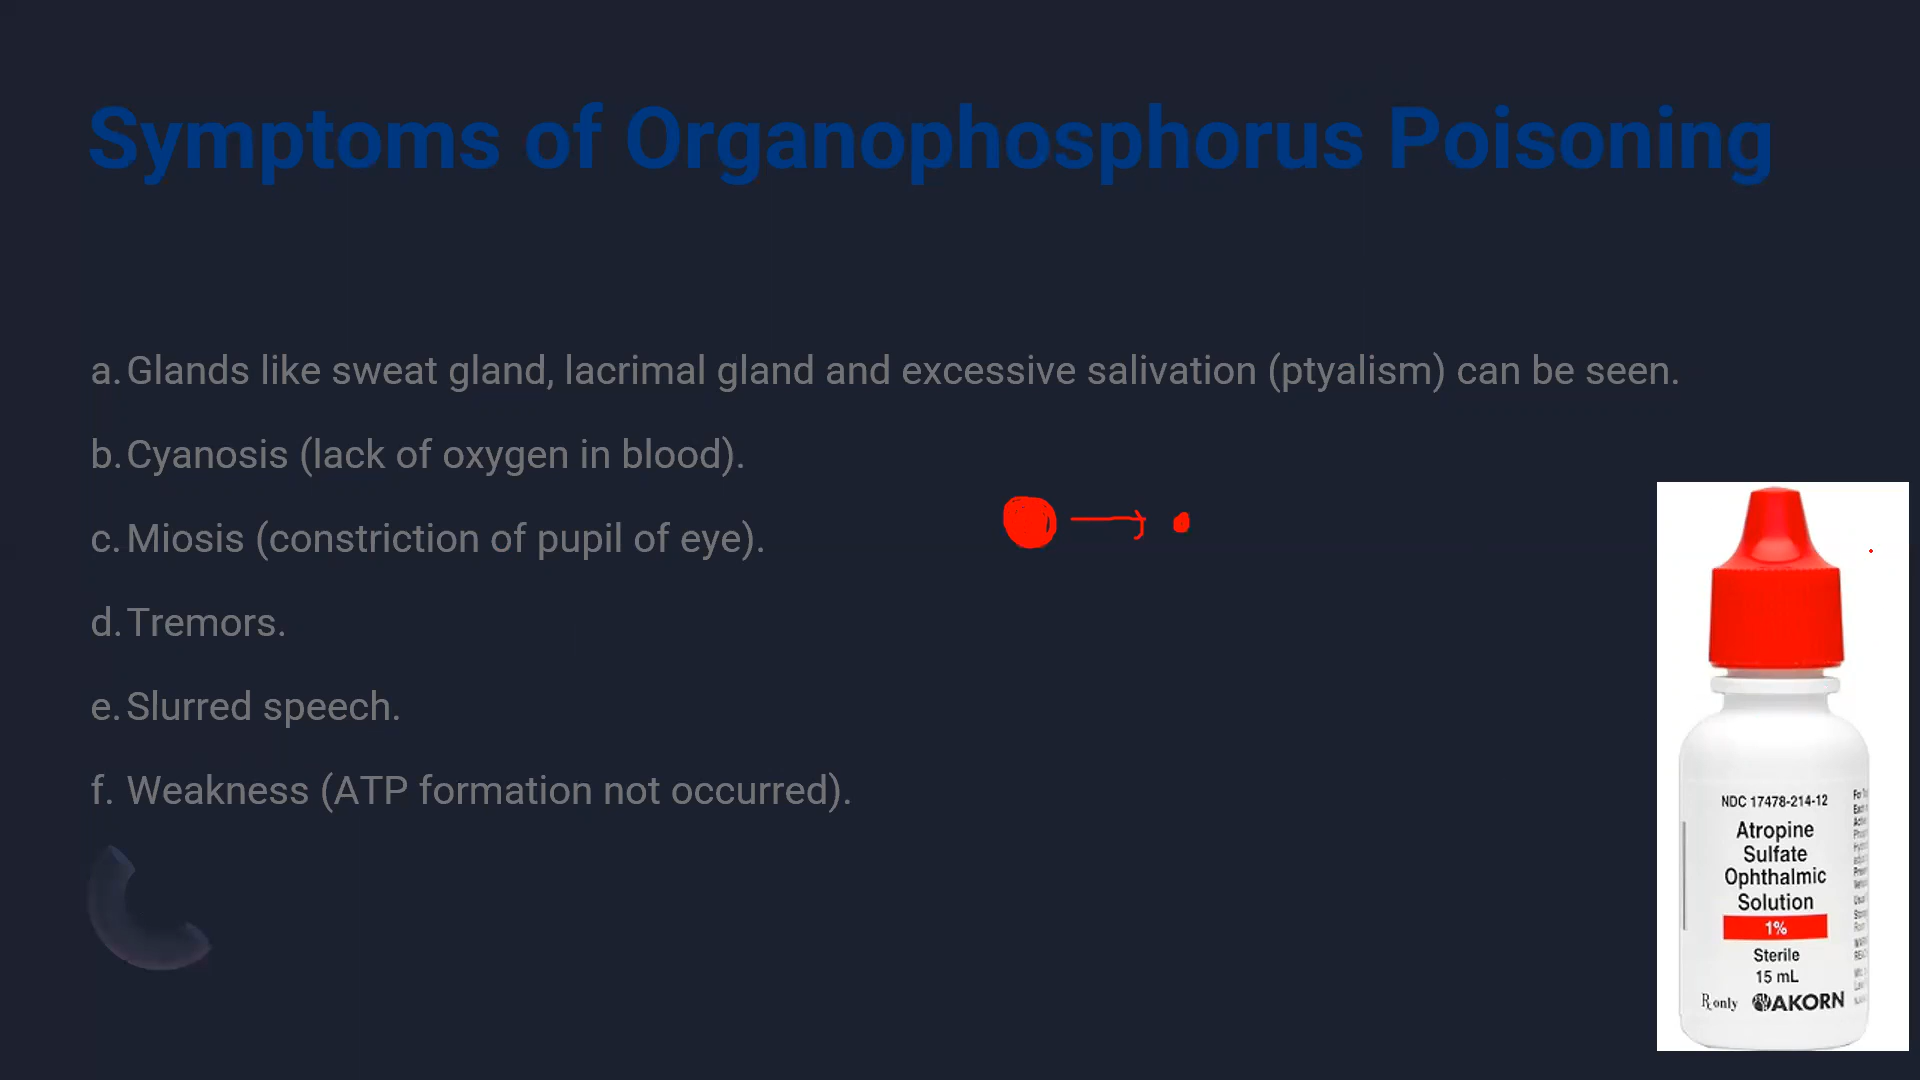 Symptoms of Organophosphorus Poisoning
a. Glands like sweat gland, lacrimal gland and excessive salivation (ptyalism) can be seen.
b. Cyanosis (lack of oxygen in blood).
c. Miosis (constriction of pupil of eye).
d. Tremors.
e. Slurred speech.
f. Weakness (ATP formation not occurred).
NDC 17478-214-12
Atropine
Sulfate
Ophthalmic
Solution
1%
Sterile
15 mL
Rx only AKORN